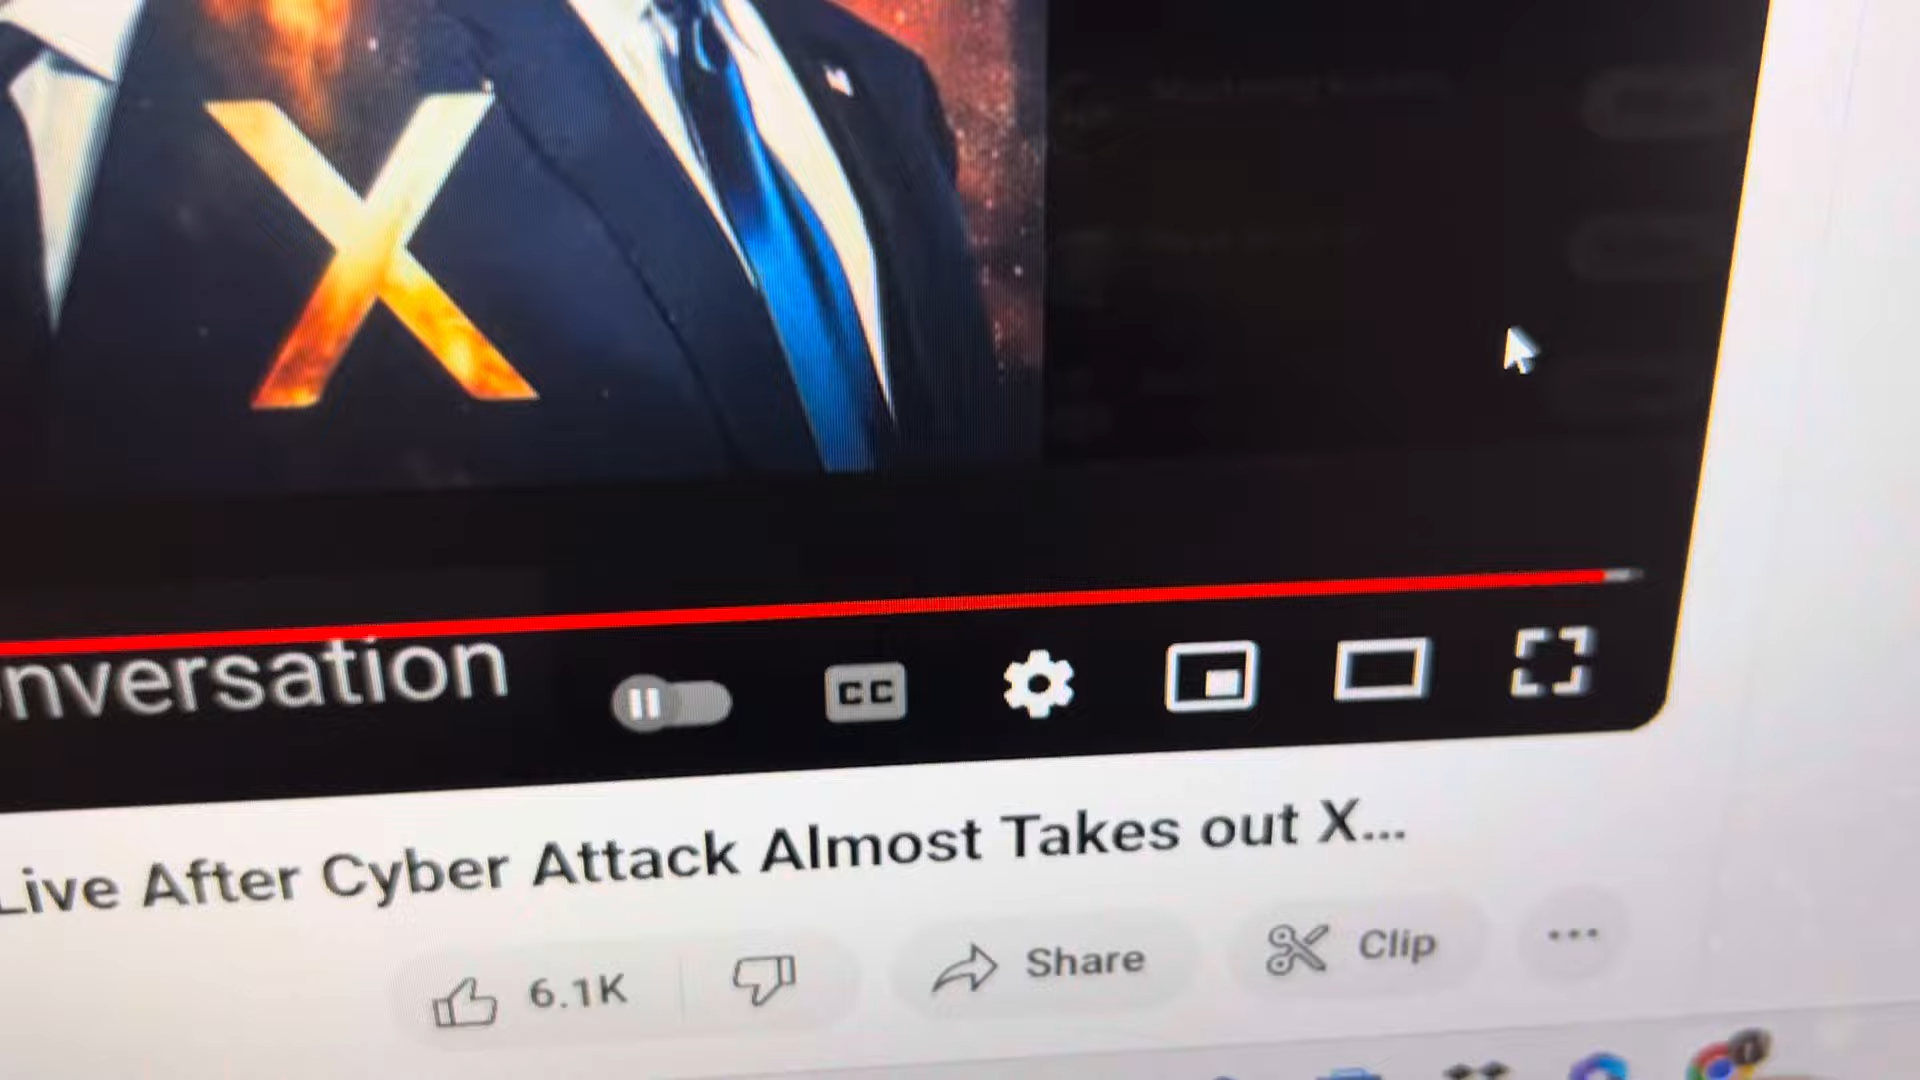 X
nversation
CC
Live After Cyber Attack Almost Takes out X...
6.1K
Share
Clip